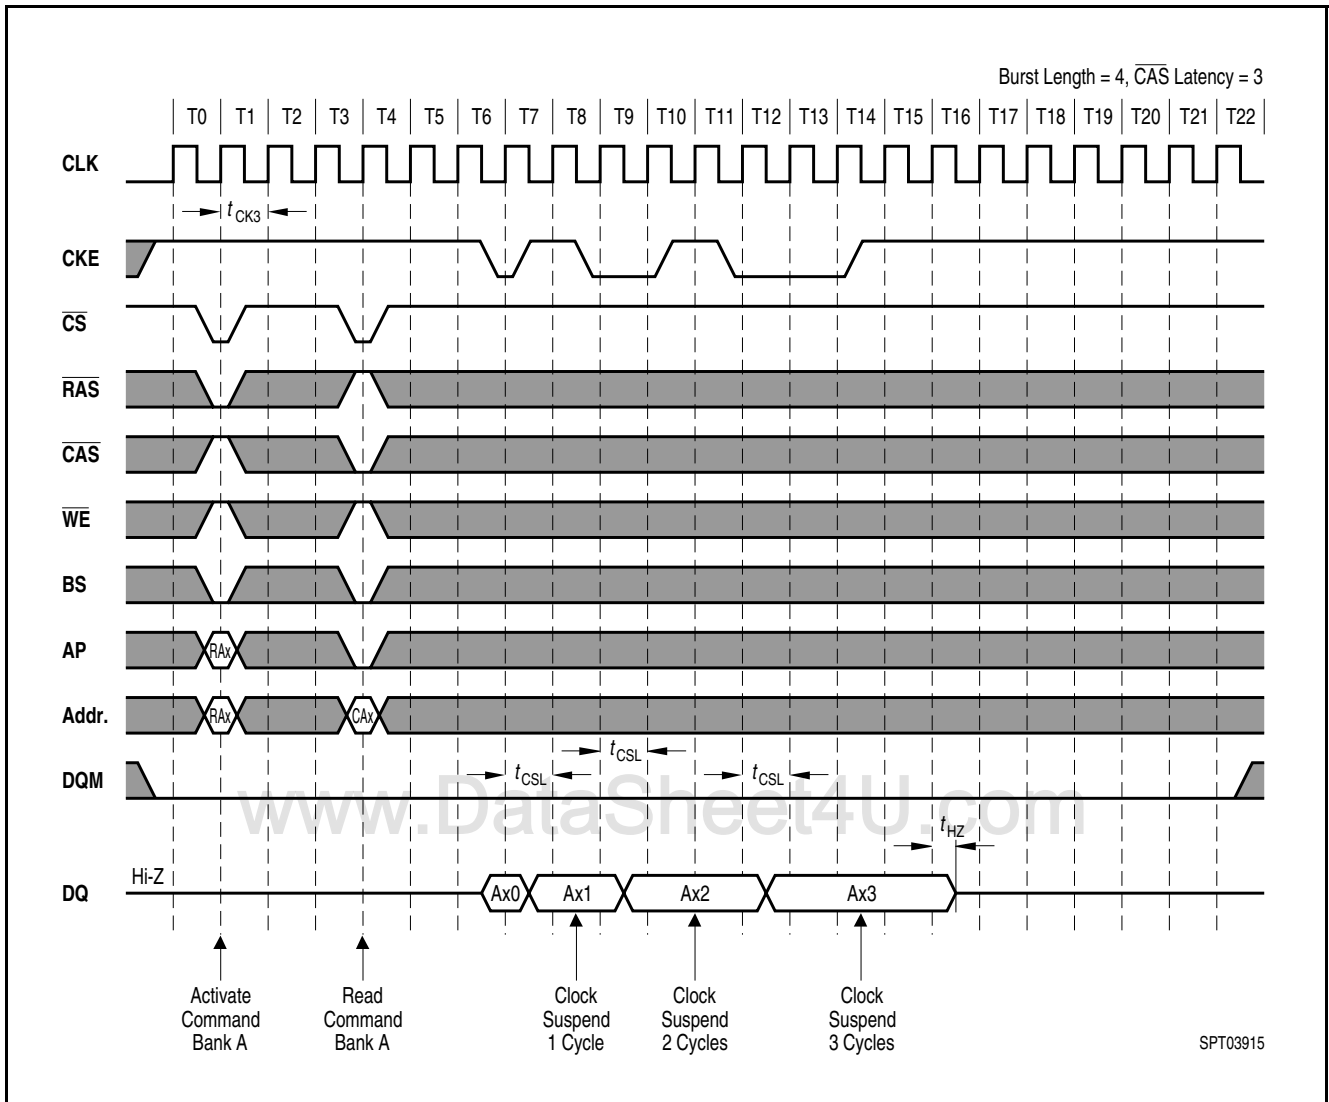 Burst Length = 4, CAS Latency = 3
T0 T1 T2 T3 T4 T5 T6 T7 T8 T9 T10 T11 T12 T13 T14 T15 T16 T17 T18 T19 T20 T21 T22
CLK
tCK3
CKE
CS
RAS
CAS
WE
BS
AP RAx
Addr. RAx CAx
tCSL
DQM tCSL tCSL
www.DataSheet4U.com
tHZ
Hi-Z
DQ Ax0 Ax1 Ax2 Ax3
Activate Read Clock Clock Clock
Command Command Suspend Suspend Suspend
Bank A Bank A 1 Cycle 2 Cycles 3 Cycles
SPT03915